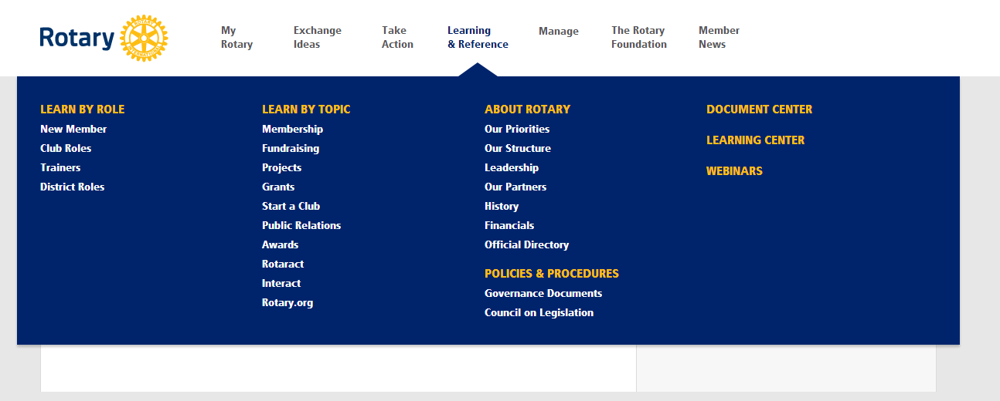 Rotary
ROTARY
INTERNATIONAL
My
Rotary
Exchange
Ideas
Take
Action
Learning
& Reference
Manage
The Rotary
Foundation
Member
News
LEARN BY ROLE
New Member
Club Roles
Trainers
District Roles
LEARN BY TOPIC
Membership
Fundraising
Projects
Grants
Start a Club
Public Relations
Awards
Rotaract
Interact
Rotary.org
ABOUT ROTARY
Our Priorities
Our Structure
Leadership
Our Partners
History
Financials
Official Directory
POLICIES & PROCEDURES
Governance Documents
Council on Legislation
DOCUMENT CENTER
LEARNING CENTER
WEBINARS